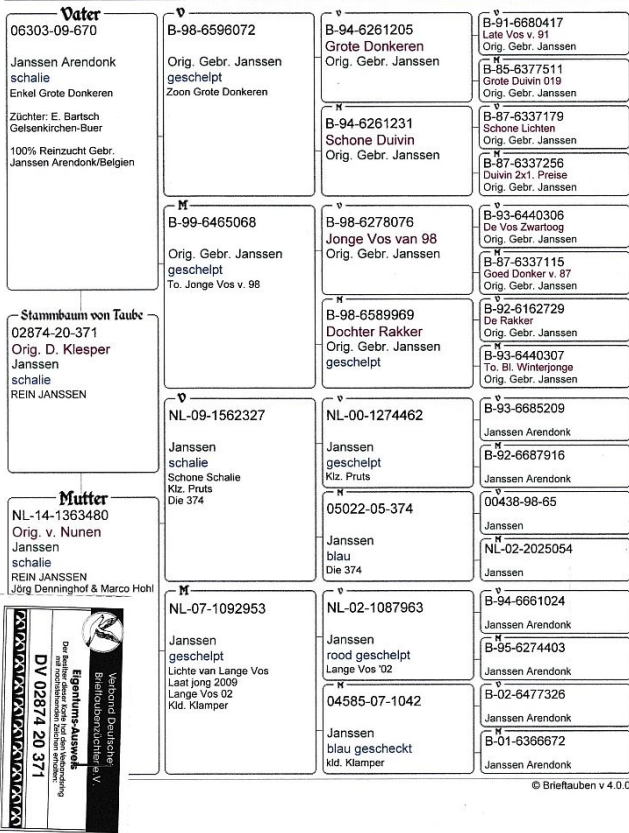 Vater
06303-09-670
Janssen Arendonk
schalie
Enkel Grote Donkeren
Züchter: E. Bartsch
Gelsenkirchen-Buer
100% Reinzucht Gebr.
Janssen Arendonk/Belgien
Stammbaum von Taube
02874-20-371
Orig. D. Klesper
Janssen
schalie
REIN JANSSEN
Mutter
NL-14-1363480
Orig. v. Nunen
Janssen
schalie
REIN JANSSEN
Jörg Denninghof & Marco Hohl
V
B-98-6596072
Orig. Gebr. Janssen
geschelpt
Zoon Grote Donkeren
M
B-99-6465068
Orig. Gebr. Janssen
geschelpt
To. Jonge Vos v. 98
V
NL-09-1562327
Janssen
schalie
Schone Schalie
Klz. Pruts
Die 374
M
NL-07-1092953
Janssen
geschelpt
Lichte van Lange Vos
Laat jong 2009
Lange Vos 02
Kld. Klamper
V
B-94-6261205
Grote Donkeren
Orig. Gebr. Janssen
M
B-94-6261231
Schone Duivin
Orig. Gebr. Janssen
V
B-98-6278076
Jonge Vos van 98
Orig. Gebr. Janssen
M
B-98-6589969
Dochter Rakker
Orig. Gebr. Janssen
geschelpt
V
NL-00-1274462
Janssen
geschelpt
Klz. Pruts
M
05022-05-374
Janssen
blau
Die 374
V
NL-02-1087963
Janssen
rood geschelpt
Lange Vos '02
M
04585-07-1042
Janssen
blau gescheckt
kld. Klamper
V
B-91-6680417
Late Vos v. 91
Orig. Gebr. Janssen
M
B-85-6377511
Grote Duivin 019
Orig. Gebr. Janssen
V
B-87-6337179
Schone Lichten
Orig. Gebr. Janssen
M
B-87-6337256
Duivin 2x1. Preise
Orig. Gebr. Janssen
V
B-93-6440306
De Vos Zwartoog
Orig. Gebr. Janssen
M
B-87-6337115
Goed Donker v. 87
Orig. Gebr. Janssen
V
B-92-6162729
De Rakker
Orig. Gebr. Janssen
M
B-93-6440307
To. Bl. Winterjonge
Orig. Gebr. Janssen
V
B-93-6685209
Janssen Arendonk
M
B-92-6687916
Janssen Arendonk
V
00438-98-65
Janssen
M
NL-02-2025054
Janssen
V
B-94-6661024
Janssen Arendonk
M
B-95-6274403
Janssen Arendonk
V
B-02-6477326
Janssen Arendonk
M
B-01-6366672
Janssen Arendonk
Verband Deutscher
Brieftaubenzüchter e.V.
Eigentums-Ausweis
Der Besitzer dieser Karte hat den Verbandsring
mit nachstehenden Zeichen erhalten:
DV 02874 20 371
© Brieftauben v 4.0.0